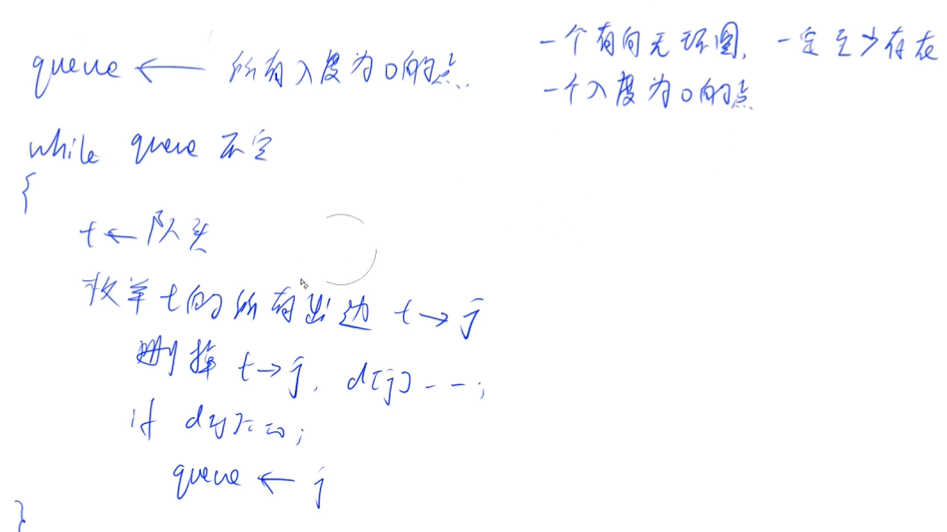 queue ← 所有入度为0的点.
一个有向无环图, 一定至少存在
一个入度为0的点
while queue 不空
{
t ← 队头
枚举 t 的所有出边 t → j
删掉 t → j, d[j] --;
if d[j] == 0;
queue ← j
}